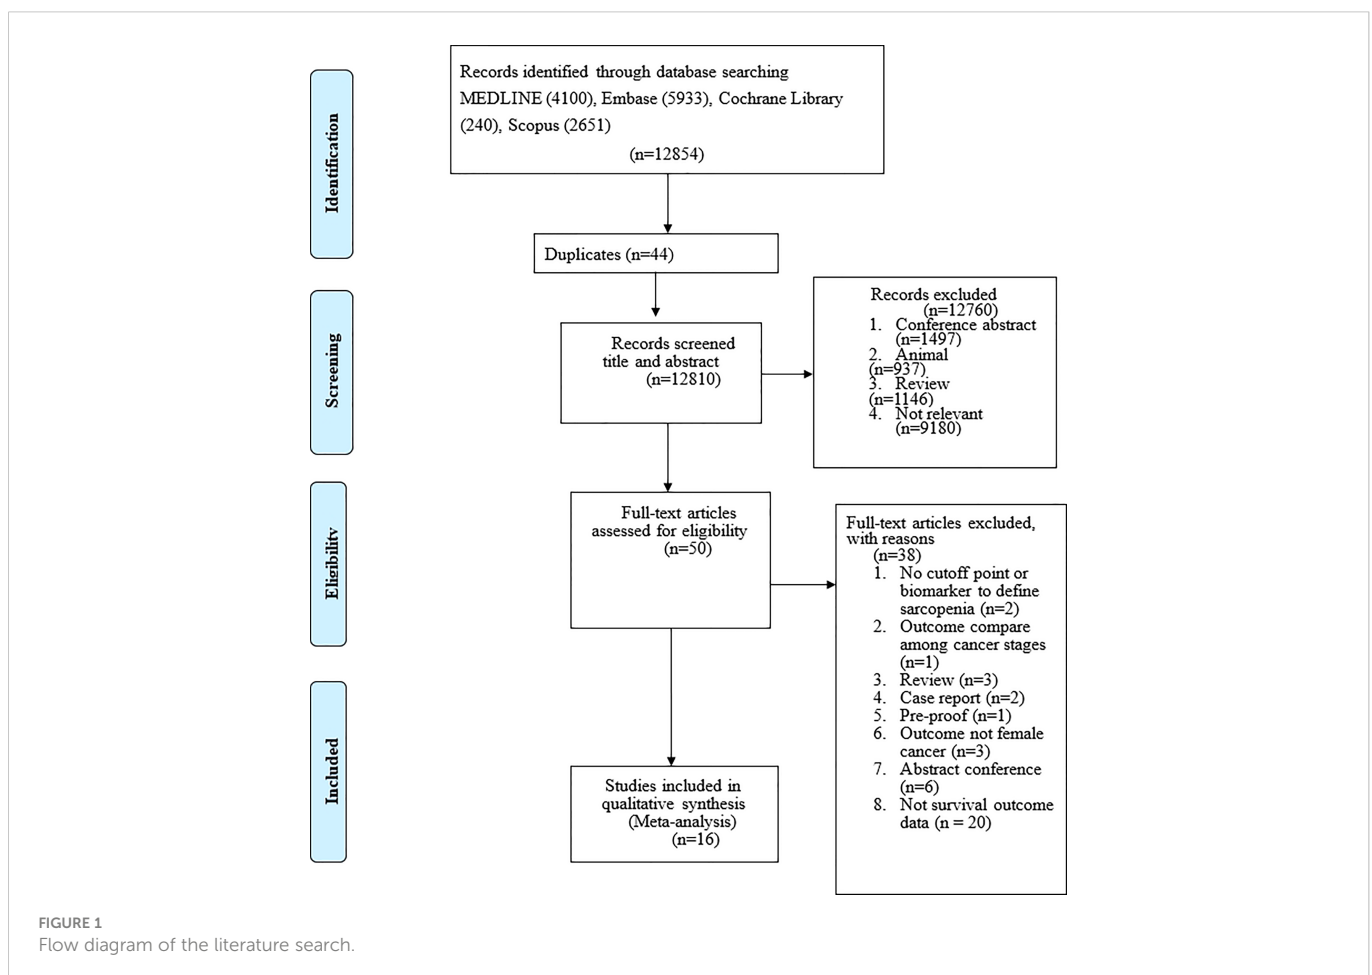 Identification
Records identified through database searching
MEDLINE (4100), Embase (5933), Cochrane Library
(240), Scopus (2651)
(n=12854)
Duplicates (n=44)
Screening
Records screened
title and abstract
(n=12810)
Records excluded
(n=12760)
1. Conference abstract
(n=1497)
2. Animal
(n=937)
3. Review
(n=1146)
4. Not relevant
(n=9180)
Eligibility
Full-text articles
assessed for eligibility
(n=50)
Full-text articles excluded,
with reasons
(n=38)
1. No cutoff point or
biomarker to define
sarcopenia (n=2)
2. Outcome compare
among cancer stages
(n=1)
3. Review (n=3)
4. Case report (n=2)
5. Pre-proof (n=1)
6. Outcome not female
cancer (n=3)
7. Abstract conference
(n=6)
8. Not survival outcome
data (n = 20)
Included
Studies included in
qualitative synthesis
(Meta-analysis)
(n=16)
FIGURE 1
Flow diagram of the literature search.